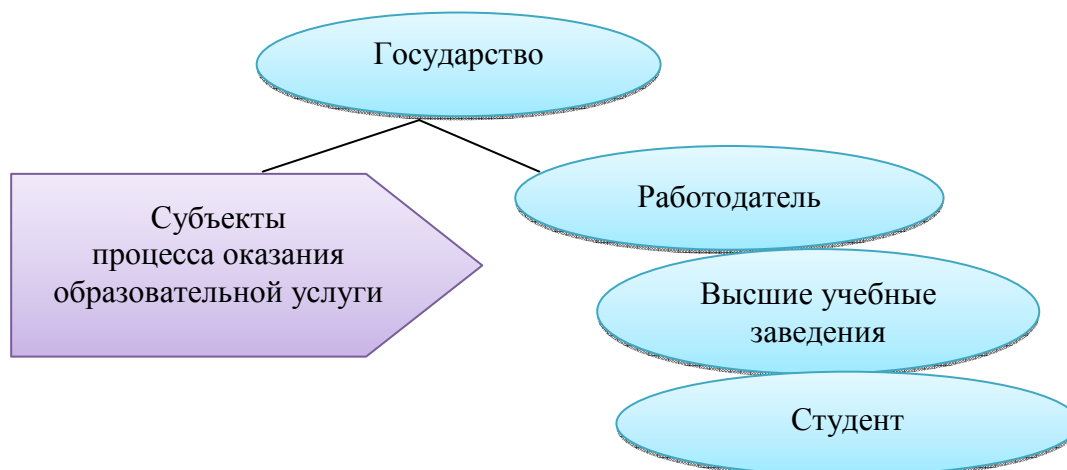 Государство
Субъекты
процесса оказания
образовательной услуги
Работодатель
Высшие учебные
заведения
Студент